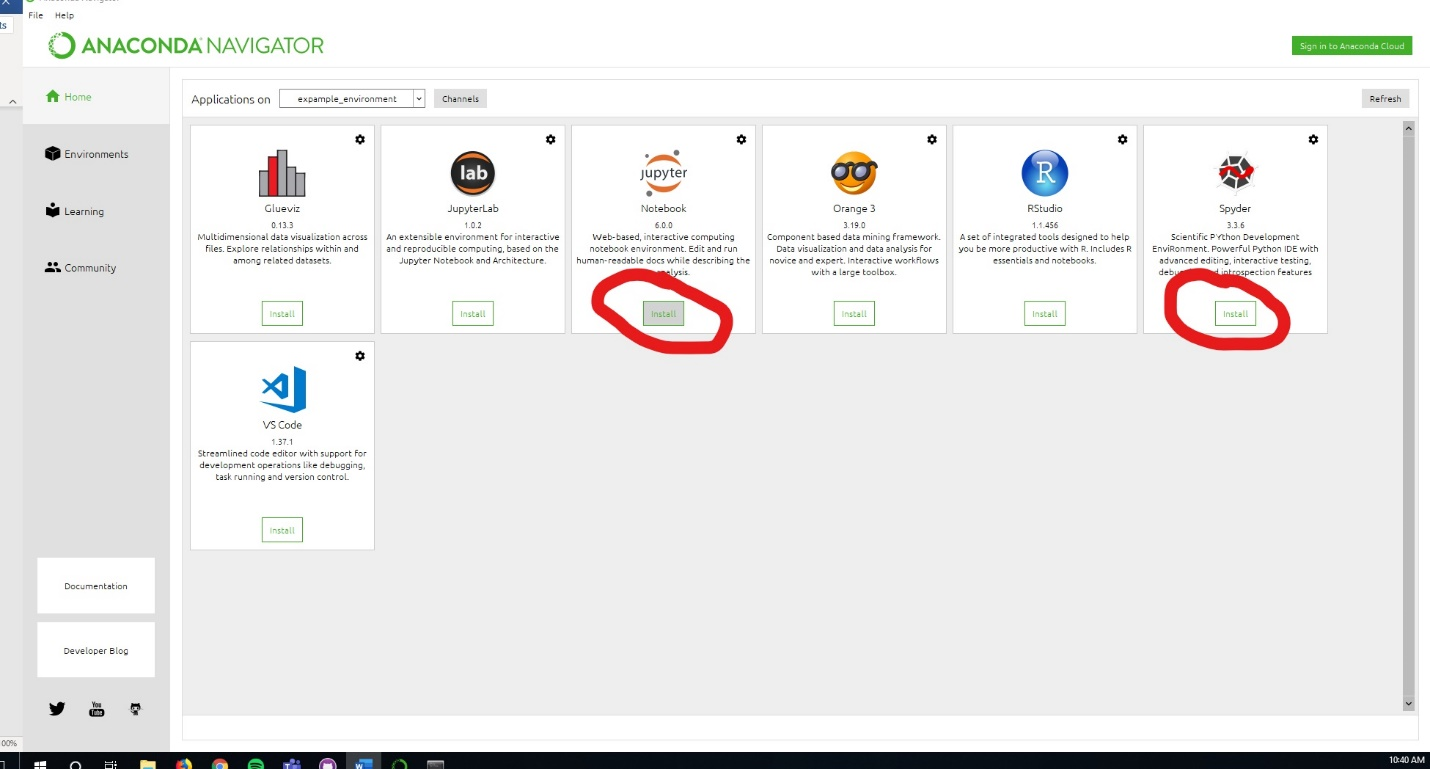 File Help
ANACONDA NAVIGATOR
Sign in to Anaconda Cloud
Home
Environments
Learning
Community
Documentation
Developer Blog
You
Tube
Applications on expample_environment Channels
Refresh
Glueviz
0.13.3
Multidimensional data visualization across
files. Explore relationships within and
among related datasets.
Install
lab
JupyterLab
1.0.2
An extensible environment for interactive
and reproducible computing, based on the
Jupyter Notebook and Architecture.
Install
jupyter
Notebook
6.0.0
Web-based, interactive computing
notebook environment. Edit and run
human-readable docs while describing the
Install
Orange 3
3.19.0
Component based data mining framework.
Data visualization and data analysis for
novice and expert. Interactive workflows
with a large toolbox.
Install
R
RStudio
1.1.456
A set of integrated tools designed to help
you be more productive with R. Includes R
essentials and notebooks.
Install
Spyder
3.3.6
Scientific PYthon Development
EnviRonment. Powerful Python IDE with
advanced editing, interactive testing,
introspection features
Install
VS Code
1.37.1
Streamlined code editor with support for
development operations like debugging,
task running and version control.
Install
00%
10:40 AM